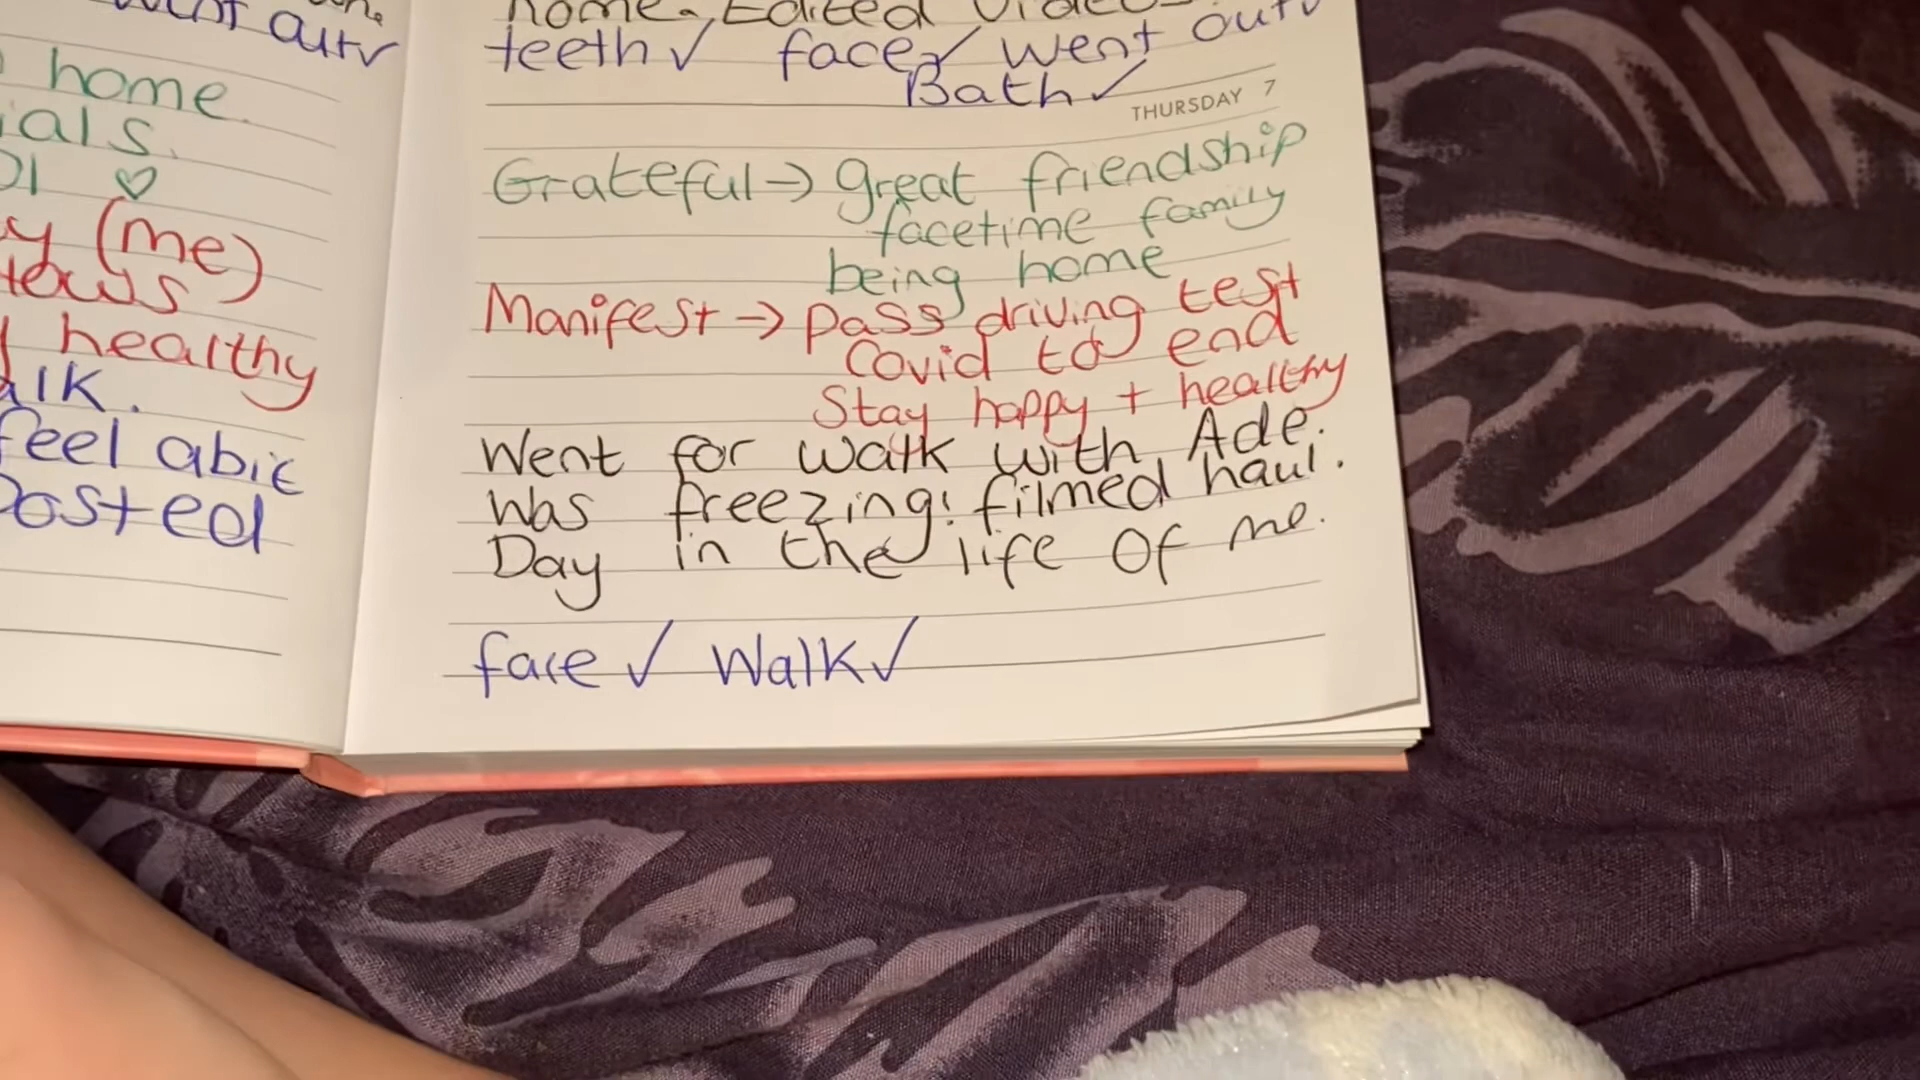 home
ials.
♡
(me)
healthy
feel abit
Posted
home. Edited
teeth ✓ face ✓ went out ✓
Bath ✓
THURSDAY 7
Grateful → great friendship
facetime family
being home
Manifest → pass driving test
Covid to end
Stay happy + healthy
Went for walk with Ade.
Was freezing! filmed haul.
Day in the life of me.
face ✓ Walk ✓